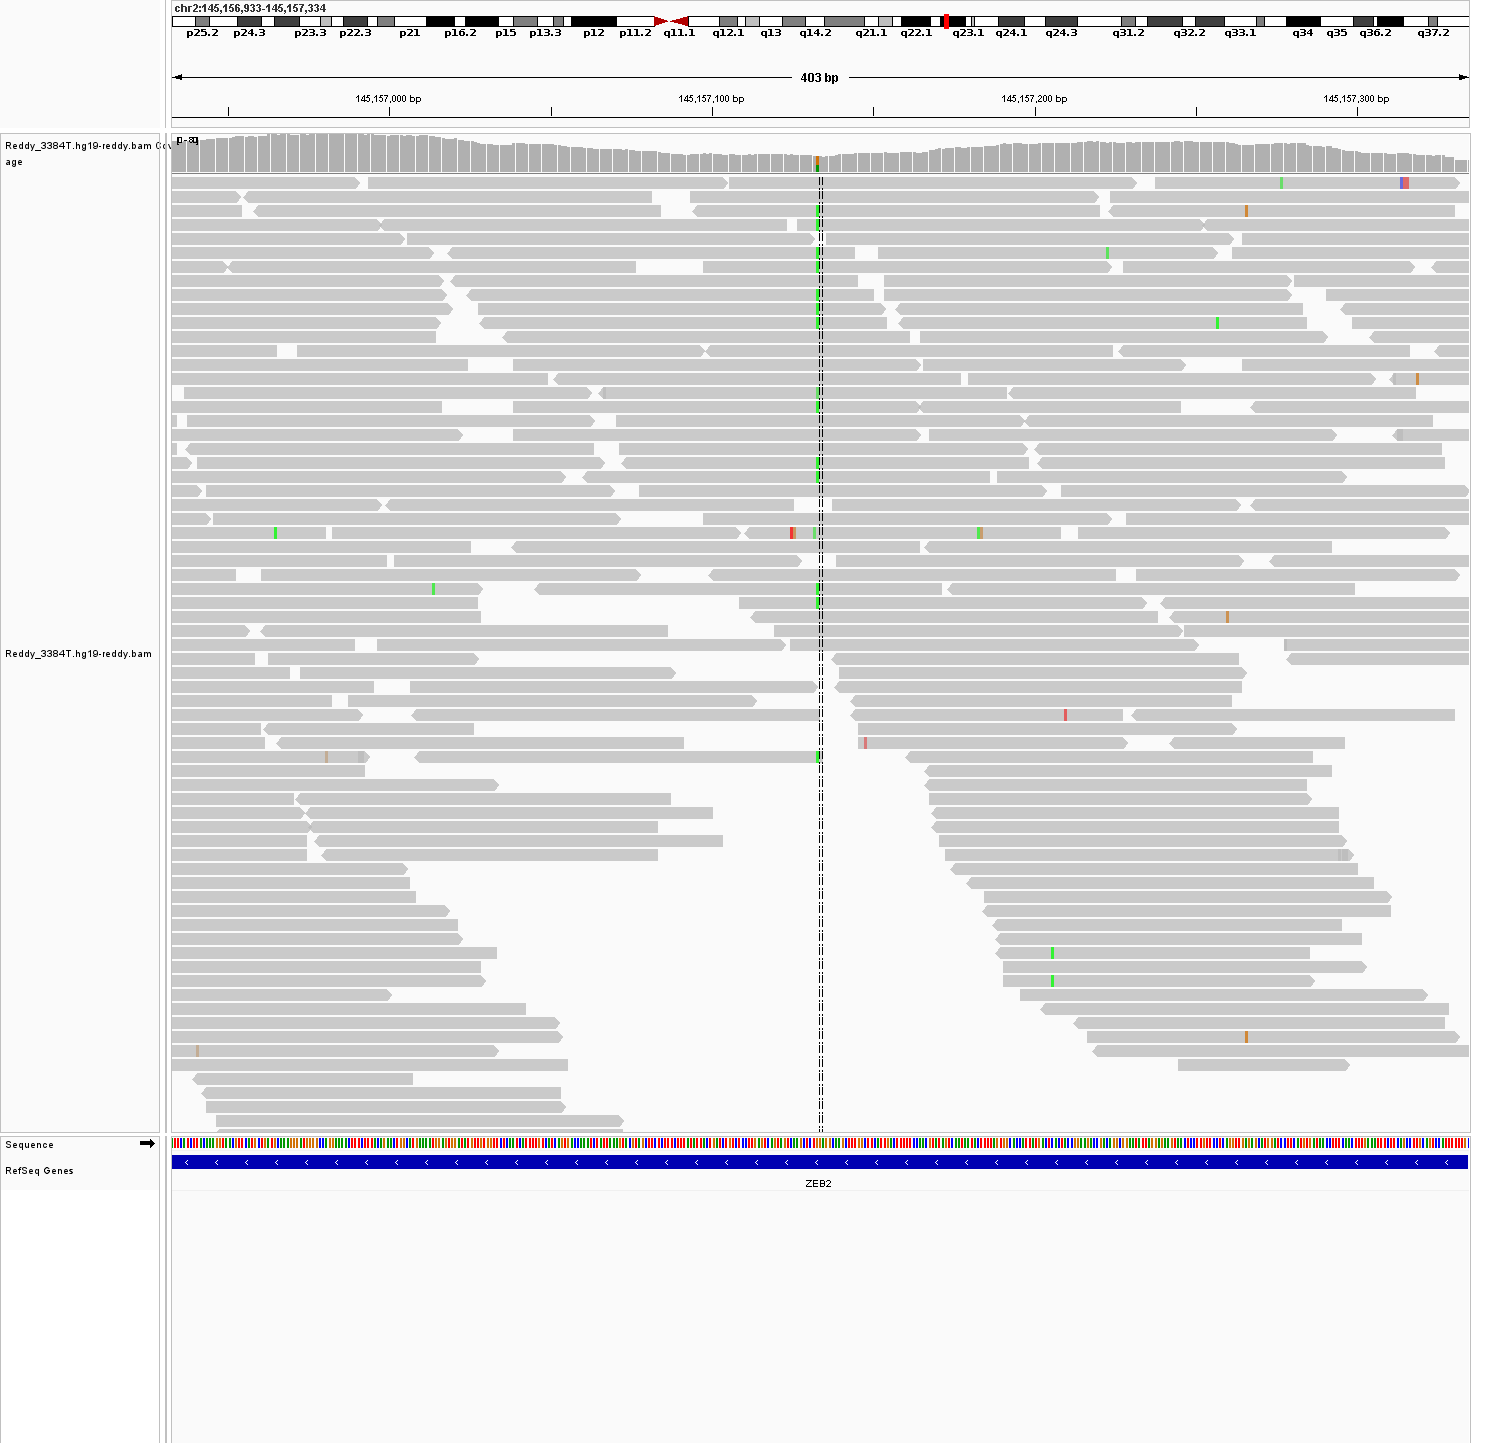 chr2:145,156,933-145,157,334
p25.2 p24.3 p23.3 p22.3 p21 p16.2 p15 p13.3 p12 p11.2 q11.1 q12.1 q13 q14.2 q21.1 q22.1 q23.1 q24.1 q24.3 q31.2 q32.2 q33.1 q34 q35 q36.2 q37.2
403 bp
145,157,000 bp 145,157,100 bp 145,157,200 bp 145,157,300 bp
Reddy_3384T.hg19-reddy.bam Cov
age
Reddy_3384T.hg19-reddy.bam
Sequence
RefSeq Genes
ZEB2